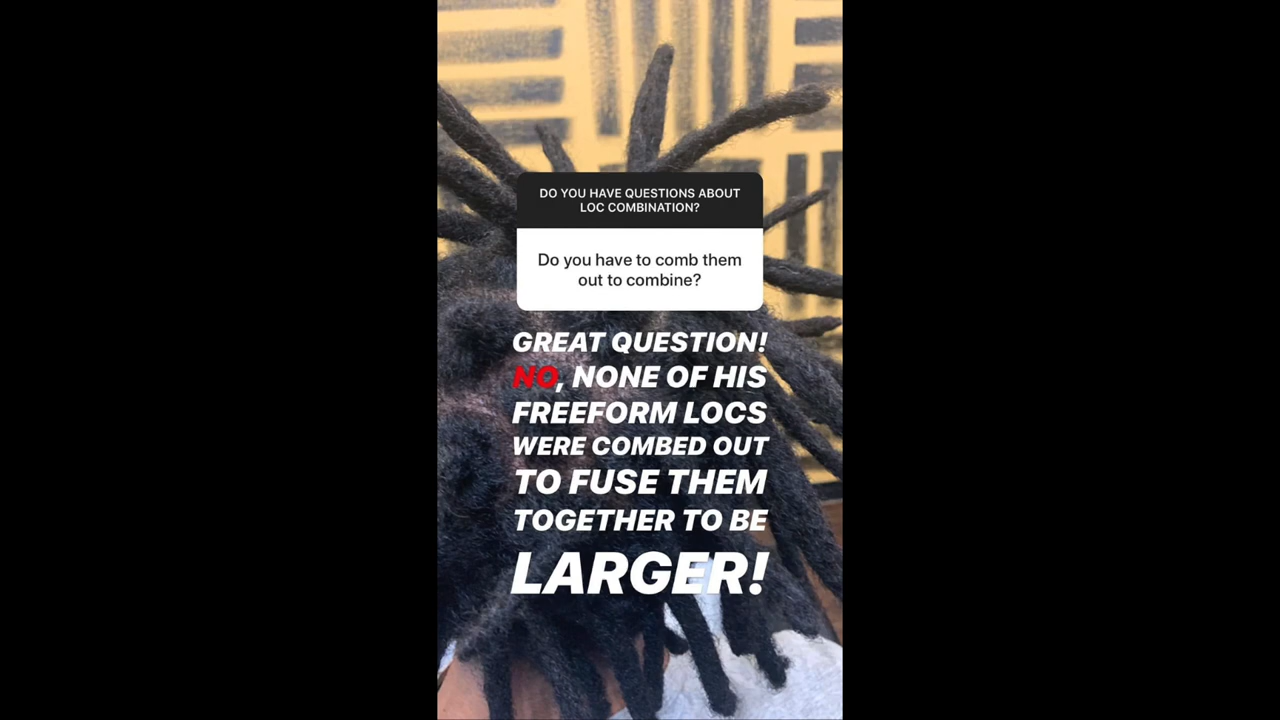 DO YOU HAVE QUESTIONS ABOUT
LOC COMBINATION?
Do you have to comb them
out to combine?
GREAT QUESTION!
NO, NONE OF HIS
FREEFORM LOCS
WERE COMBED OUT
TO FUSE THEM
TOGETHER TO BE
LARGER!